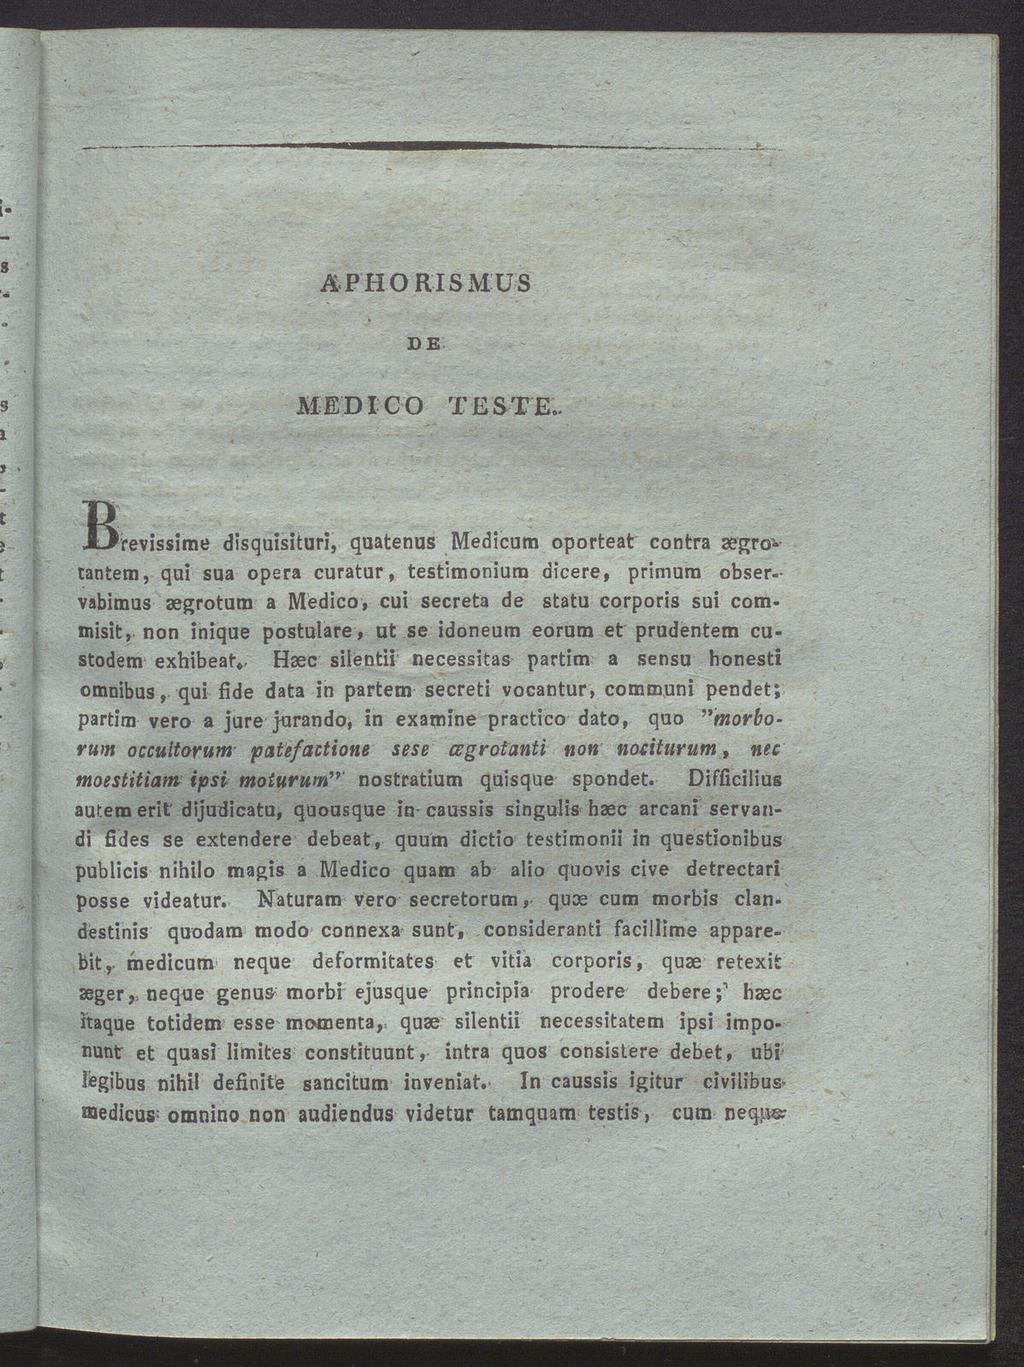 APHORISMUS
DE
MEDICO TESTE.
Brevissime disquisituri, quatenus Medicum oporteat contra ægro-
tantem, qui sua opera curatur, testimonium dicere, primum obser-
vabimus ægrotum a Medico, cui secreta de statu corporis sui com-
misit, non inique postulare, ut se idoneum eorum et prudentem cu-
stodem exhibeat. Hæc silentii necessitas partim a sensu honesti
omnibus, qui fide data in partem secreti vocantur, communi pendet;
partim vero a jure jurando, in examine practico dato, quo ”morbo-
rum occultorum patefactione sese ægrotanti non nociturum, nec
moestitiam ipsi moturum” nostratium quisque spondet. Difficilius
autem erit dijudicatu, quousque in caussis singulis hæc arcani servan-
di fides se extendere debeat, quum dictio testimonii in questionibus
publicis nihilo magis a Medico quam ab alio quovis cive detrectari
posse videatur. Naturam vero secretorum, quæ cum morbis clan-
destinis quodam modo connexa sunt, consideranti facillime appare-
bit, medicum neque deformitates et vitia corporis, quæ retexit
æger, neque genus morbi ejusque principia prodere debere; hæc
itaque totidem esse momenta, quæ silentii necessitatem ipsi impo-
nunt et quasi limites constituunt, intra quos consistere debet, ubi
legibus nihil definite sancitum inveniat. In caussis igitur civilibus
medicus omnino non audiendus videtur tamquam testis, cum neque